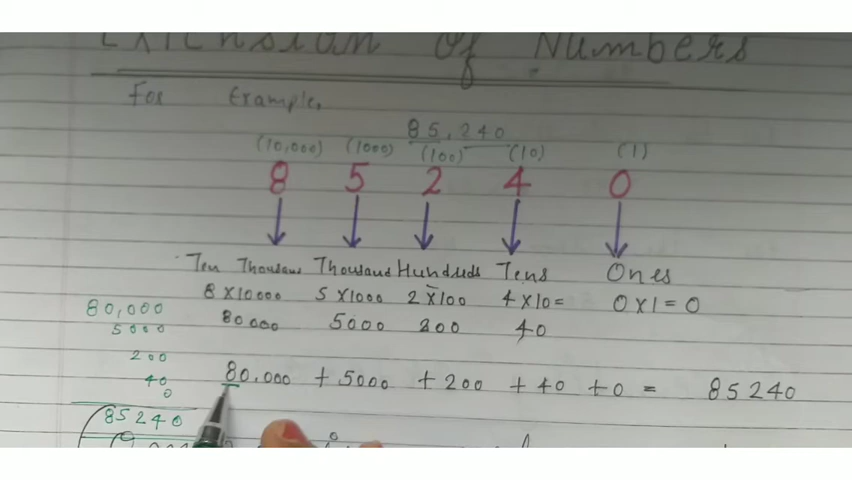 Extension Of Numbers
For Example,
85,240
(10,000) (1000) (100) (10) (1)
8 5 2 4 0
Ten Thousand Thousand Hundreds Tens Ones
8 X 10000 5 X 1000 2 X 100 4 X 10 = 0 X 1 = 0
80000 5000 200 40
80,000
5000
200
40
0
85240
80,000 + 5000 + 200 + 40 + 0 = 85240